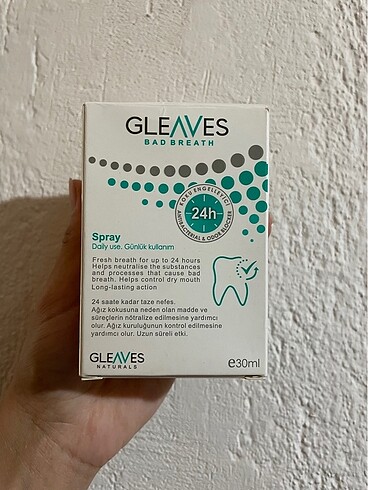 GLEAVES
BAD BREATH
KOKU ENGELLEYİCİ
24h
ANTIBACTERIAL & ODOR BLOCKER
Spray
Daily use. Günlük kullanım
Fresh breath for up to 24 hours
Helps neutralise the substances
and processes that cause bad
breath. Helps control dry mouth
Long-lasting action
24 saate kadar taze nefes.
Ağız kokusuna neden olan madde ve
süreçlerin nötralize edilmesine yardımcı
olur. Ağız kuruluğunun kontrol edilmesine
yardımcı olur. Uzun süreli etki.
GLEAVES
NATURALS
℮30ml